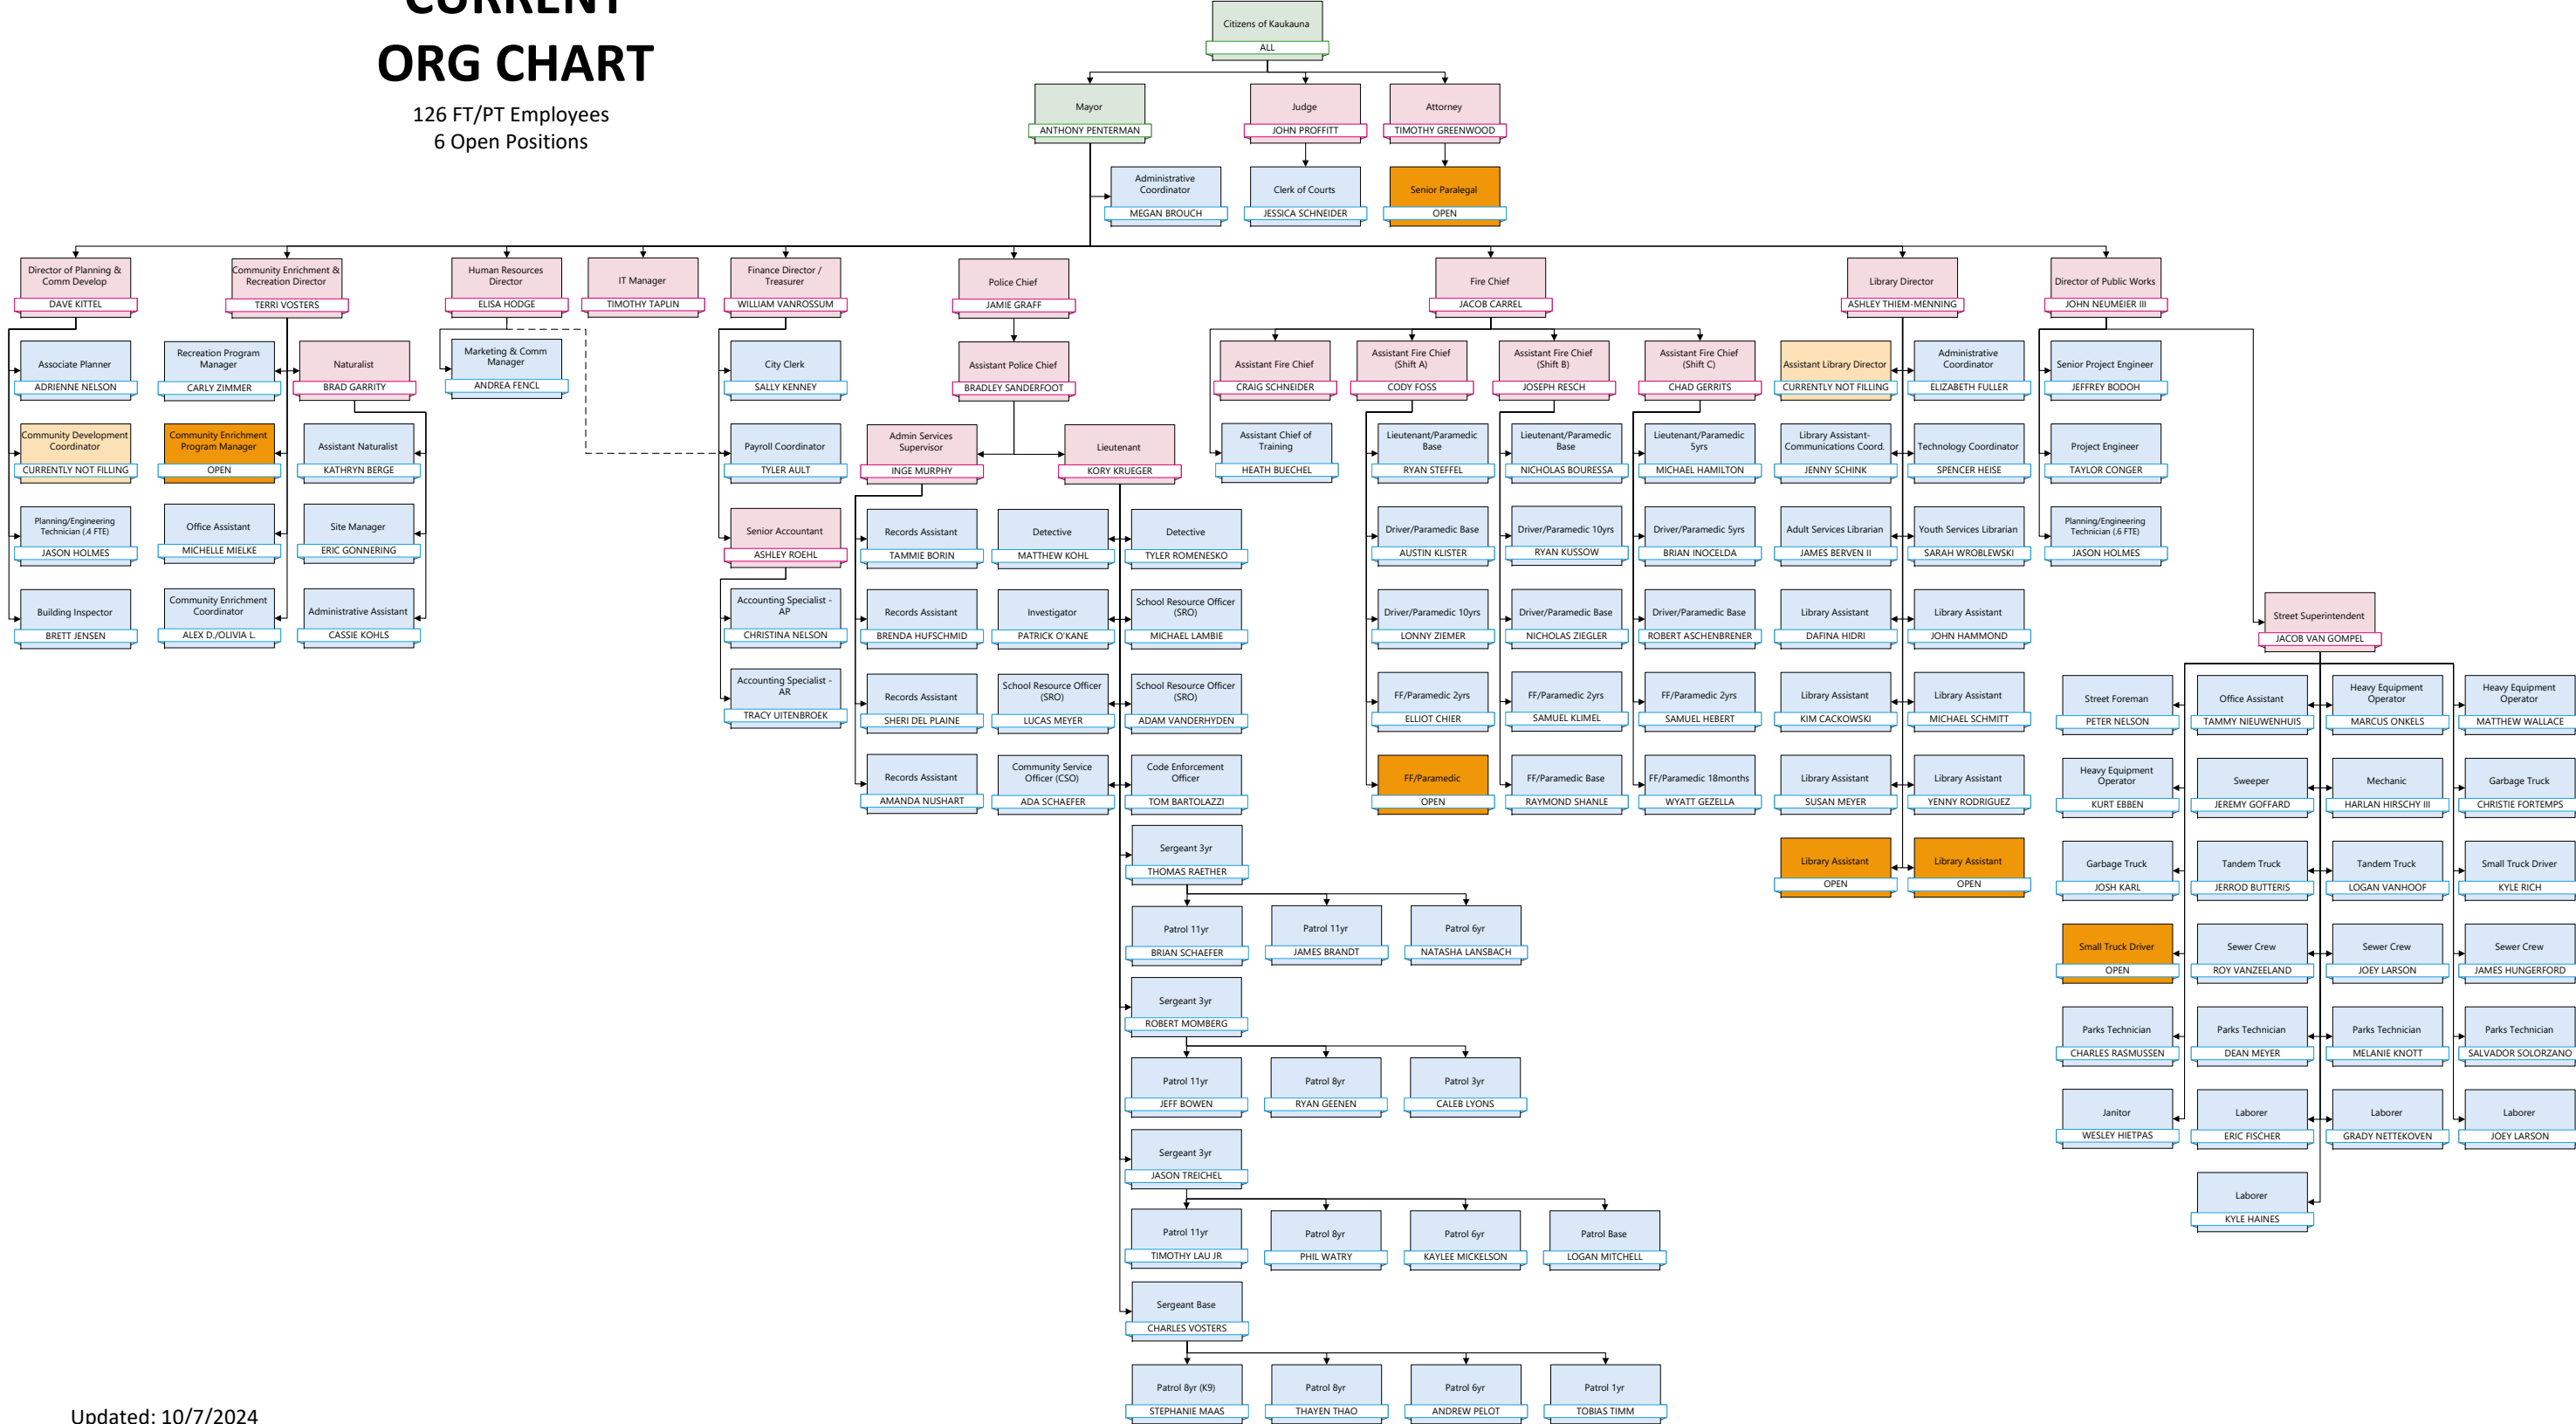 CURRENT
ORG CHART
126 FT/PT Employees
6 Open Positions
Citizens of Kaukauna
ALL
Mayor
ANTHONY PENTERMAN
Judge
JOHN PROFFITT
Attorney
TIMOTHY GREENWOOD
Administrative
Coordinator
MEGAN BROUCH
Clerk of Courts
JESSICA SCHNEIDER
Senior Paralegal
OPEN
Director of Planning &
Comm Develop
DAVE KITTEL
Community Enrichment &
Recreation Director
TERRI VOSTERS
Human Resources
Director
ELISA HODGE
IT Manager
TIMOTHY TAPLIN
Finance Director /
Treasurer
WILLIAM VANROSSUM
Police Chief
JAMIE GRAFF
Fire Chief
JACOB CARREL
Library Director
ASHLEY THIEM-MENNING
Director of Public Works
JOHN NEUMEIER III
Associate Planner
ADRIENNE NELSON
Community Development
Coordinator
CURRENTLY NOT FILLING
Planning/Engineering
Technician (.4 FTE)
JASON HOLMES
Building Inspector
BRETT JENSEN
Recreation Program
Manager
CARLY ZIMMER
Naturalist
BRAD GARRITY
Community Enrichment
Program Manager
OPEN
Assistant Naturalist
KATHRYN BERGE
Office Assistant
MICHELLE MIELKE
Site Manager
ERIC GONNERING
Community Enrichment
Coordinator
ALEX D./OLIVIA L.
Administrative Assistant
CASSIE KOHLS
Marketing & Comm
Manager
ANDREA FENCL
City Clerk
SALLY KENNEY
Payroll Coordinator
TYLER AULT
Senior Accountant
ASHLEY ROEHL
Accounting Specialist -
AP
CHRISTINA NELSON
Accounting Specialist -
AR
TRACY UITENBROEK
Assistant Police Chief
BRADLEY SANDERFOOT
Admin Services
Supervisor
INGE MURPHY
Lieutenant
KORY KRUEGER
Records Assistant
TAMMIE BORIN
Detective
MATTHEW KOHL
Detective
TYLER ROMENESKO
Records Assistant
BRENDA HUFSCHMID
Investigator
PATRICK O'KANE
School Resource Officer
(SRO)
MICHAEL LAMBIE
Records Assistant
SHERI DEL PLAINE
School Resource Officer
(SRO)
LUCAS MEYER
School Resource Officer
(SRO)
ADAM VANDERHYDEN
Records Assistant
AMANDA NUSHART
Community Service
Officer (CSO)
ADA SCHAEFER
Code Enforcement
Officer
TOM BARTOLAZZI
Sergeant 3yr
THOMAS RAETHER
Patrol 11yr
BRIAN SCHAEFER
Patrol 11yr
JAMES BRANDT
Patrol 6yr
NATASHA LANSBACH
Sergeant 3yr
ROBERT MOMBERG
Patrol 11yr
JEFF BOWEN
Patrol 8yr
RYAN GEENEN
Patrol 3yr
CALEB LYONS
Sergeant 3yr
JASON TREICHEL
Patrol 11yr
TIMOTHY LAU JR
Patrol 8yr
PHIL WATRY
Patrol 6yr
KAYLEE MICKELSON
Patrol Base
LOGAN MITCHELL
Sergeant Base
CHARLES VOSTERS
Patrol 8yr (K9)
STEPHANIE MAAS
Patrol 8yr
THAYEN THAO
Patrol 6yr
ANDREW PELOT
Patrol 1yr
TOBIAS TIMM
Assistant Fire Chief
CRAIG SCHNEIDER
Assistant Fire Chief
(Shift A)
CODY FOSS
Assistant Fire Chief
(Shift B)
JOSEPH RESCH
Assistant Fire Chief
(Shift C)
CHAD GERRITS
Assistant Chief of
Training
HEATH BUECHEL
Lieutenant/Paramedic
Base
RYAN STEFFEL
Lieutenant/Paramedic
Base
NICHOLAS BOURESSA
Lieutenant/Paramedic
5yrs
MICHAEL HAMILTON
Driver/Paramedic Base
AUSTIN KLISTER
Driver/Paramedic 10yrs
RYAN KUSSOW
Driver/Paramedic 5yrs
BRIAN INOCELDA
Driver/Paramedic 10yrs
LONNY ZIEMER
Driver/Paramedic Base
NICHOLAS ZIEGLER
Driver/Paramedic Base
ROBERT ASCHENBRENER
FF/Paramedic 2yrs
ELLIOT CHIER
FF/Paramedic 2yrs
SAMUEL KLIMEL
FF/Paramedic 2yrs
SAMUEL HEBERT
FF/Paramedic
OPEN
FF/Paramedic Base
RAYMOND SHANLE
FF/Paramedic 18months
WYATT GEZELLA
Assistant Library Director
CURRENTLY NOT FILLING
Administrative
Coordinator
ELIZABETH FULLER
Library Assistant-
Communications Coord.
JENNY SCHINK
Technology Coordinator
SPENCER HEISE
Adult Services Librarian
JAMES BERVEN II
Youth Services Librarian
SARAH WROBLEWSKI
Library Assistant
DAFINA HIDRI
Library Assistant
JOHN HAMMOND
Library Assistant
KIM CACKOWSKI
Library Assistant
MICHAEL SCHMITT
Library Assistant
SUSAN MEYER
Library Assistant
YENNY RODRIGUEZ
Library Assistant
OPEN
Library Assistant
OPEN
Senior Project Engineer
JEFFREY BODOH
Project Engineer
TAYLOR CONGER
Planning/Engineering
Technician (.6 FTE)
JASON HOLMES
Street Superintendent
JACOB VAN GOMPEL
Street Foreman
PETER NELSON
Office Assistant
TAMMY NIEUWENHUIS
Heavy Equipment
Operator
MARCUS ONKELS
Heavy Equipment
Operator
MATTHEW WALLACE
Heavy Equipment
Operator
KURT EBBEN
Sweeper
JEREMY GOFFARD
Mechanic
HARLAN HIRSCHY III
Garbage Truck
CHRISTIE FORTEMPS
Garbage Truck
JOSH KARL
Tandem Truck
JERROD BUTTERIS
Tandem Truck
LOGAN VANHOOF
Small Truck Driver
KYLE RICH
Small Truck Driver
OPEN
Sewer Crew
ROY VANZEELAND
Sewer Crew
JOEY LARSON
Sewer Crew
JAMES HUNGERFORD
Parks Technician
CHARLES RASMUSSEN
Parks Technician
DEAN MEYER
Parks Technician
MELANIE KNOTT
Parks Technician
SALVADOR SOLORZANO
Janitor
WESLEY HIETPAS
Laborer
ERIC FISCHER
Laborer
GRADY NETTEKOVEN
Laborer
JOEY LARSON
Laborer
KYLE HAINES
Updated: 10/7/2024